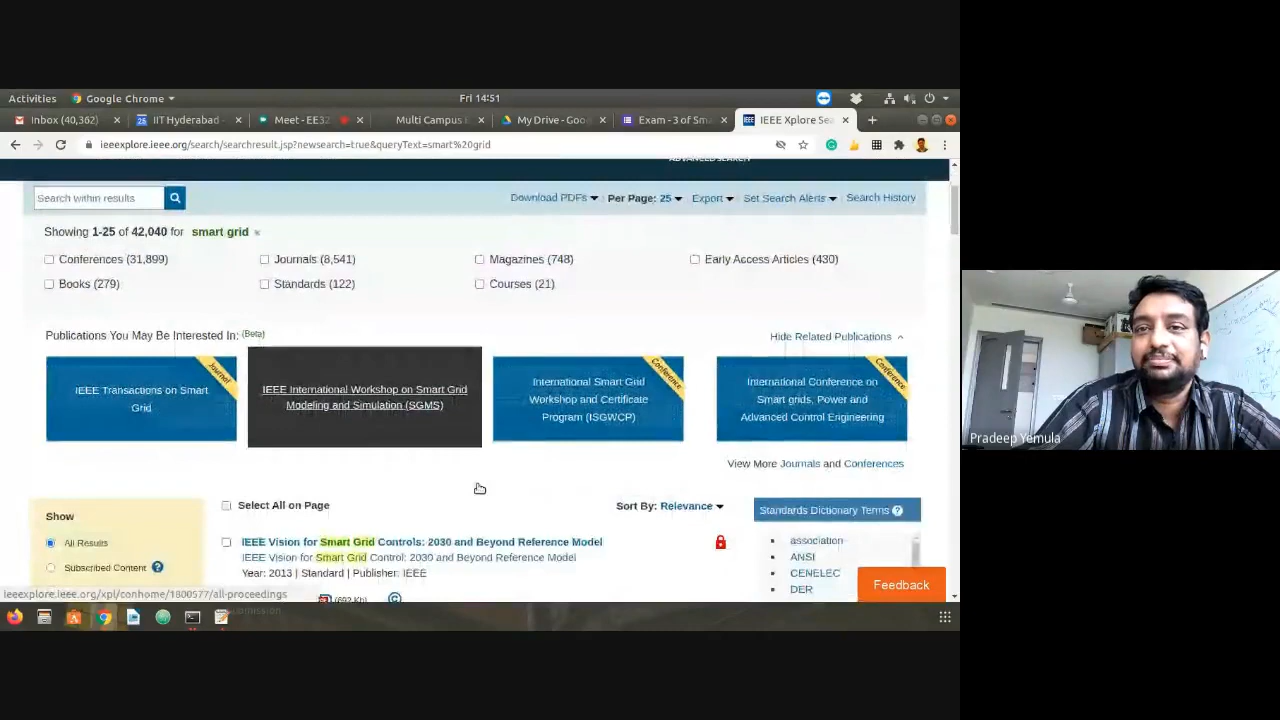 Activities
Google Chrome
Fri 14:51
Inbox (40,362)
IIT Hyderabad -
Meet - EE32
Multi Campus
My Drive - Goo
Exam - 3 of Sma
IEEE Xplore Sea
ieeexplore.ieee.org/search/searchresult.jsp?newsearch=true&queryText=smart%20grid
ADVANCED SEARCH
Search within results
Download PDFs
Per Page: 25
Export
Set Search Alerts
Search History
Showing 1-25 of 42,040 for smart grid ×
Conferences (31,899)
Journals (8,541)
Magazines (748)
Early Access Articles (430)
Books (279)
Standards (122)
Courses (21)
Publications You May Be Interested In: (Beta)
Hide Related Publications
IEEE Transactions on Smart
Grid
Journal
IEEE International Workshop on Smart Grid
Modeling and Simulation (SGMS)
International Smart Grid
Workshop and Certificate
Program (ISGWCP)
Conference
International Conference on
Smart grids, Power and
Advanced Control Engineering
Conference
View More Journals and Conferences
Show
All Results
Subscribed Content
Select All on Page
Sort By: Relevance
IEEE Vision for Smart Grid Controls: 2030 and Beyond Reference Model
IEEE Vision for Smart Grid Control: 2030 and Beyond Reference Model
Year: 2013 | Standard | Publisher: IEEE
(692 Kb)
Standards Dictionary Terms
association
ANSI
CENELEC
DER
Feedback
ieeexplore.ieee.org/xpl/conhome/1800577/all-proceedings
Pradeep Yemula